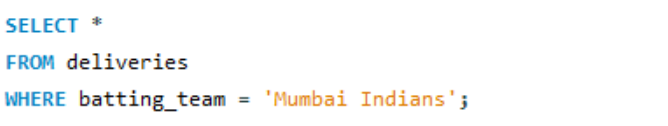 SELECT *
FROM deliveries
WHERE batting_team = 'Mumbai Indians';